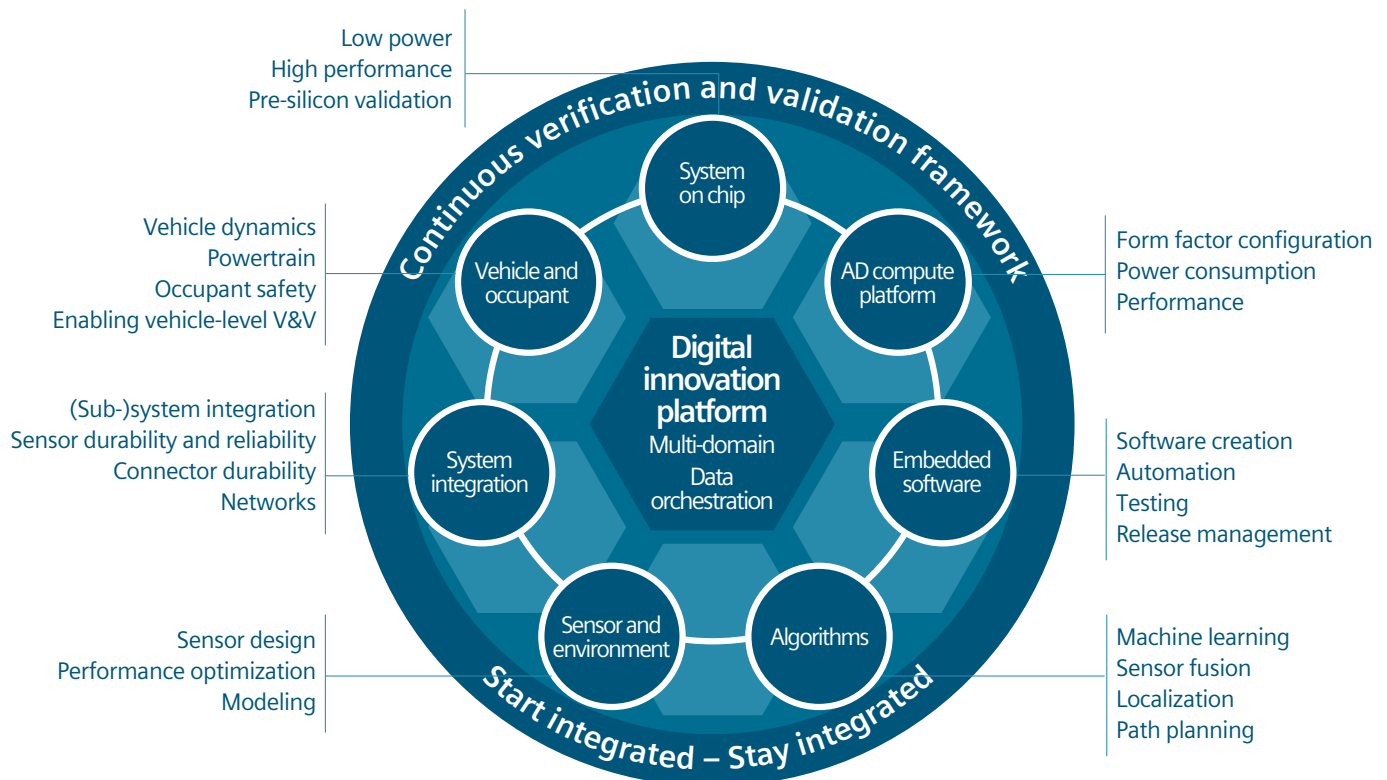 Low power
High performance
Pre-silicon validation
Continuous verification and validation framework
System
on chip
Vehicle dynamics
Powertrain
Occupant safety
Enabling vehicle-level V&V
Vehicle and
occupant
AD compute
platform
Form factor configuration
Power consumption
Performance
Digital
innovation
platform
Multi-domain
Data
orchestration
(Sub-)system integration
Sensor durability and reliability
Connector durability
Networks
System
integration
Embedded
software
Software creation
Automation
Testing
Release management
Sensor design
Performance optimization
Modeling
Sensor and
environment
Algorithms
Machine learning
Sensor fusion
Localization
Path planning
Start integrated – Stay integrated